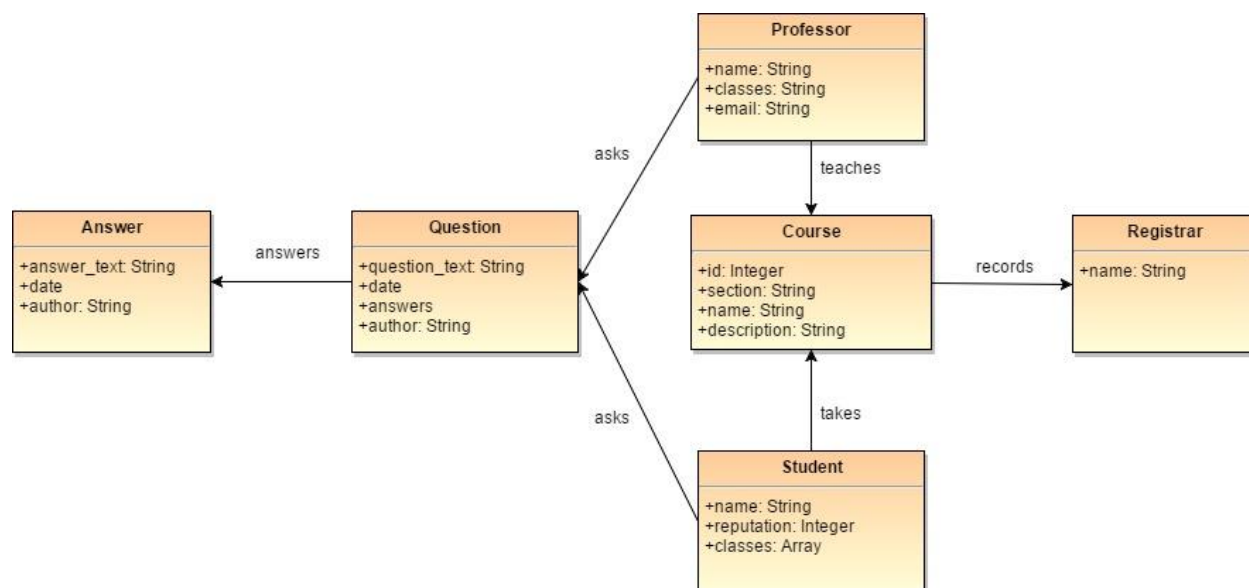 Professor
+name: String
+classes: String
+email: String
asks
teaches
Answer
+answer_text: String
+date
+author: String
answers
Question
+question_text: String
+date
+answers
+author: String
Course
+id: Integer
+section: String
+name: String
+description: String
records
Registrar
+name: String
asks
takes
Student
+name: String
+reputation: Integer
+classes: Array